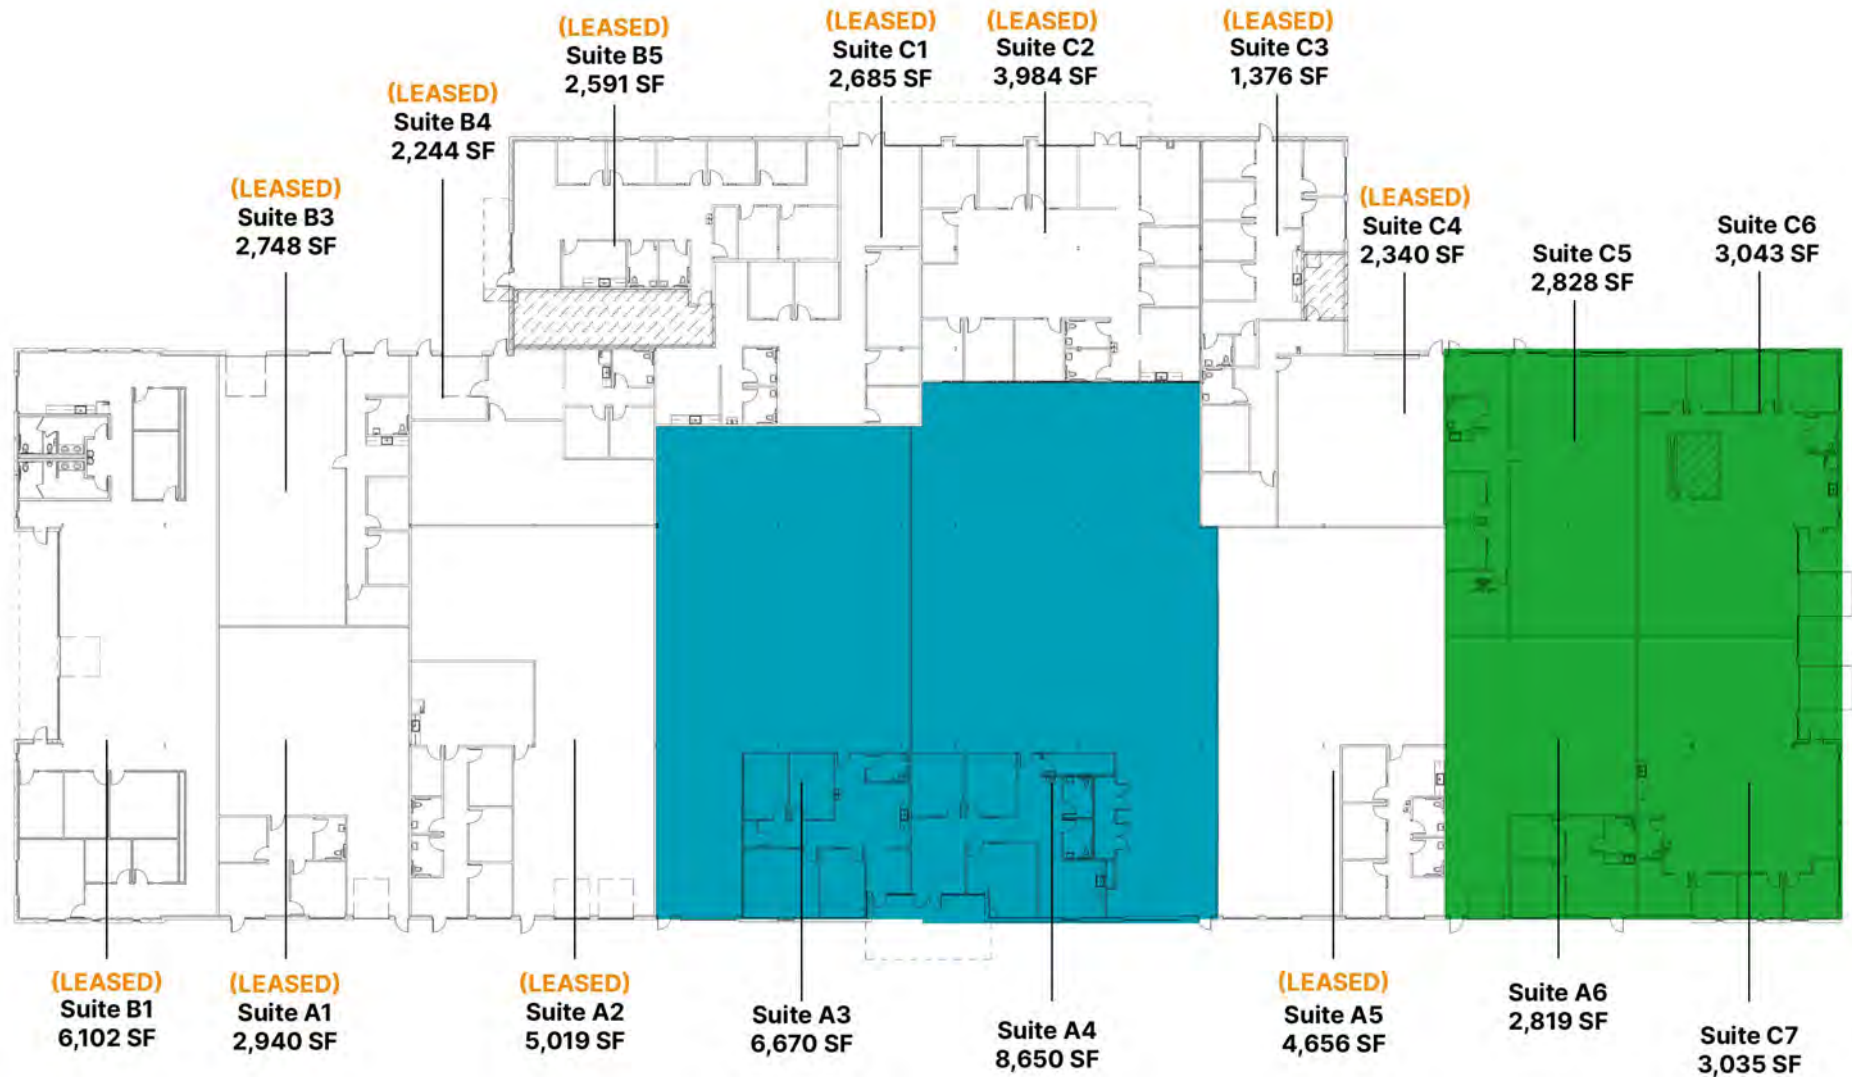 (LEASED)
Suite B5
2,591 SF
(LEASED)
Suite C1
2,685 SF
(LEASED)
Suite C2
3,984 SF
(LEASED)
Suite C3
1,376 SF
(LEASED)
Suite B4
2,244 SF
(LEASED)
Suite B3
2,748 SF
(LEASED)
Suite C4
2,340 SF
Suite C5
2,828 SF
Suite C6
3,043 SF
(LEASED)
Suite B1
6,102 SF
(LEASED)
Suite A1
2,940 SF
(LEASED)
Suite A2
5,019 SF
Suite A3
6,670 SF
Suite A4
8,650 SF
(LEASED)
Suite A5
4,656 SF
Suite A6
2,819 SF
Suite C7
3,035 SF